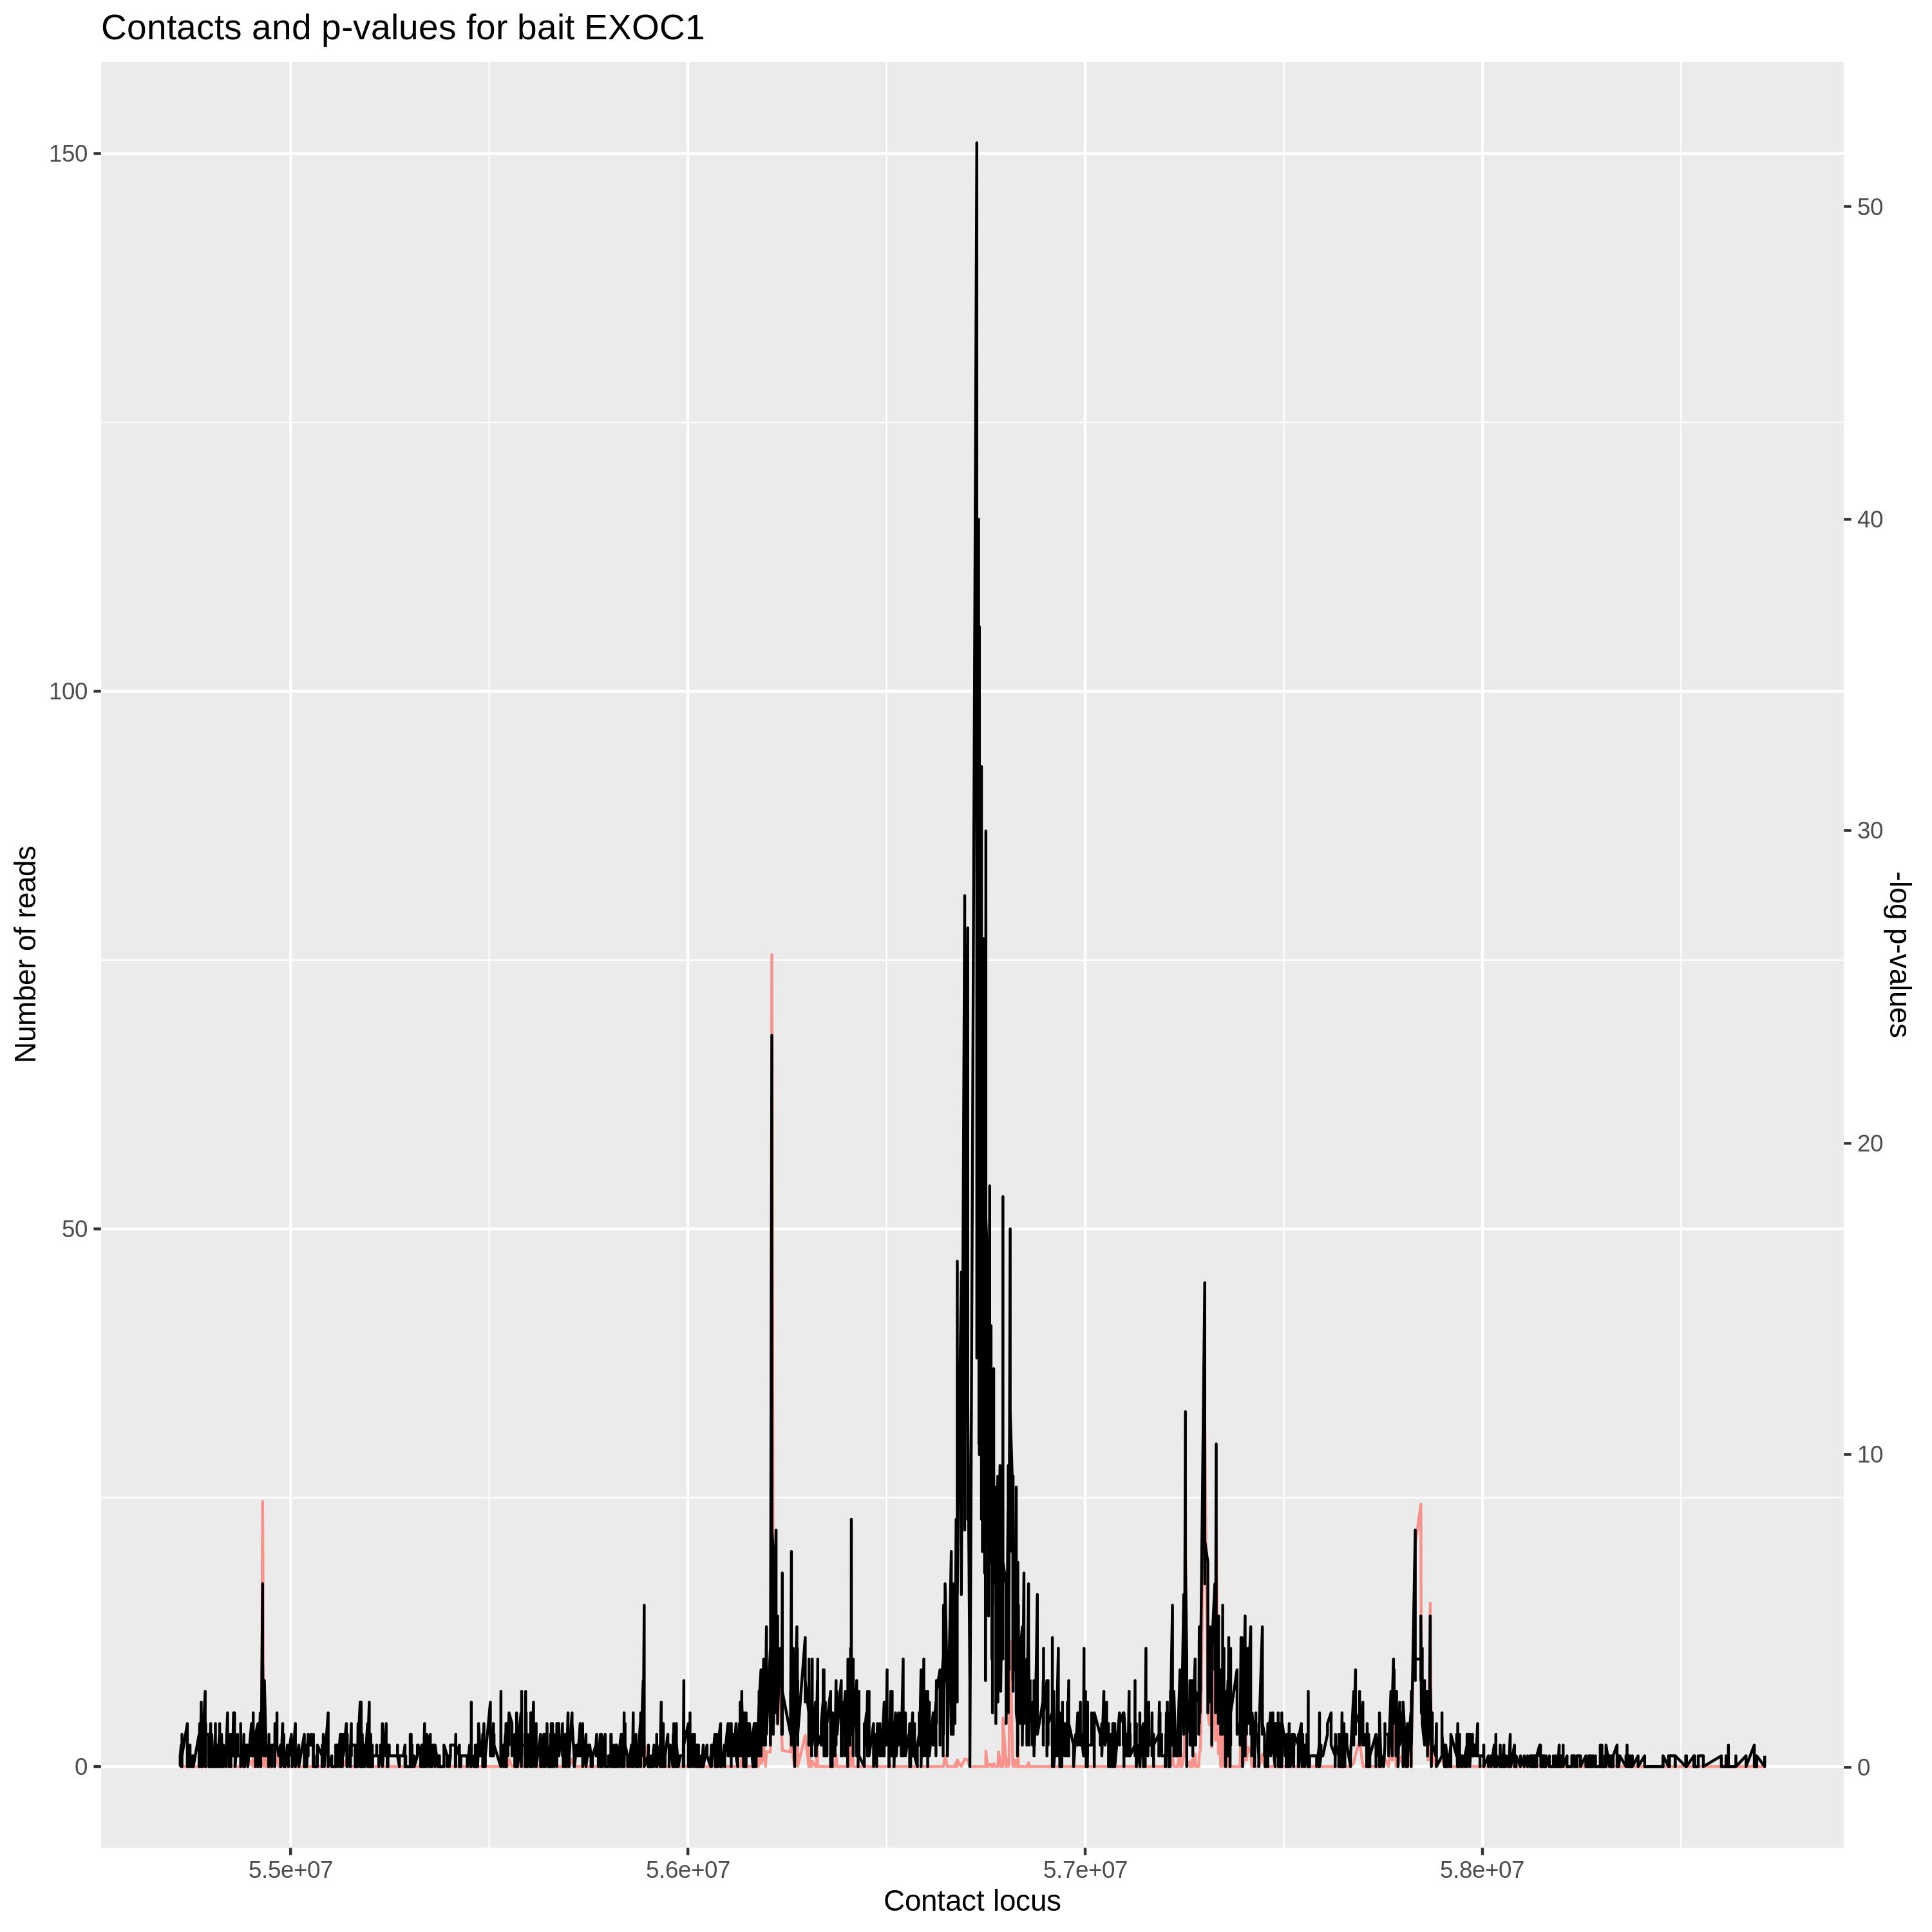 Contacts and p-values for bait EXOC1
150
100
50
0
Number of reads
50
40
30
20
10
0
-log p-values
5.5e+07
5.6e+07
5.7e+07
5.8e+07
Contact locus